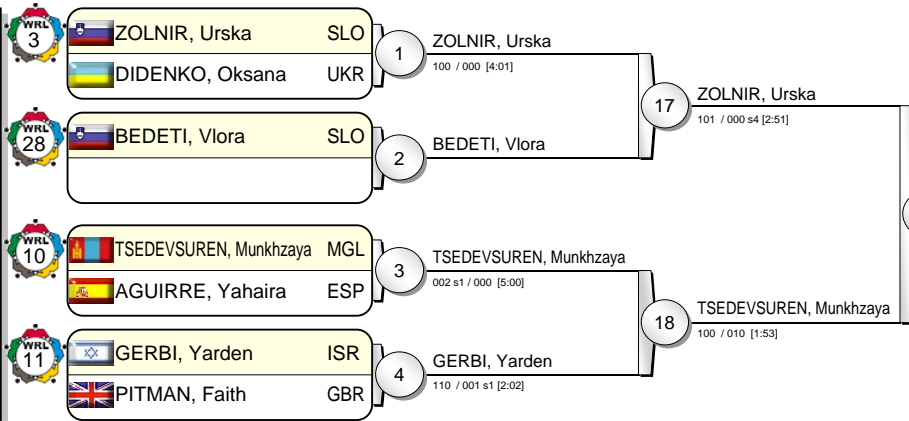 WRL
3
ZOLNIR, Urska SLO
DIDENKO, Oksana UKR
1
ZOLNIR, Urska
100 / 000 [4:01]
17
ZOLNIR, Urska
101 / 000 s4 [2:51]
WRL
28
BEDETI, Vlora SLO
2
BEDETI, Vlora
WRL
10
TSEDEVSUREN, Munkhzaya MGL
AGUIRRE, Yahaira ESP
3
TSEDEVSUREN, Munkhzaya
002 s1 / 000 [5:00]
18
TSEDEVSUREN, Munkhzaya
100 / 010 [1:53]
WRL
11
GERBI, Yarden ISR
PITMAN, Faith GBR
4
GERBI, Yarden
110 / 001 s1 [2:02]